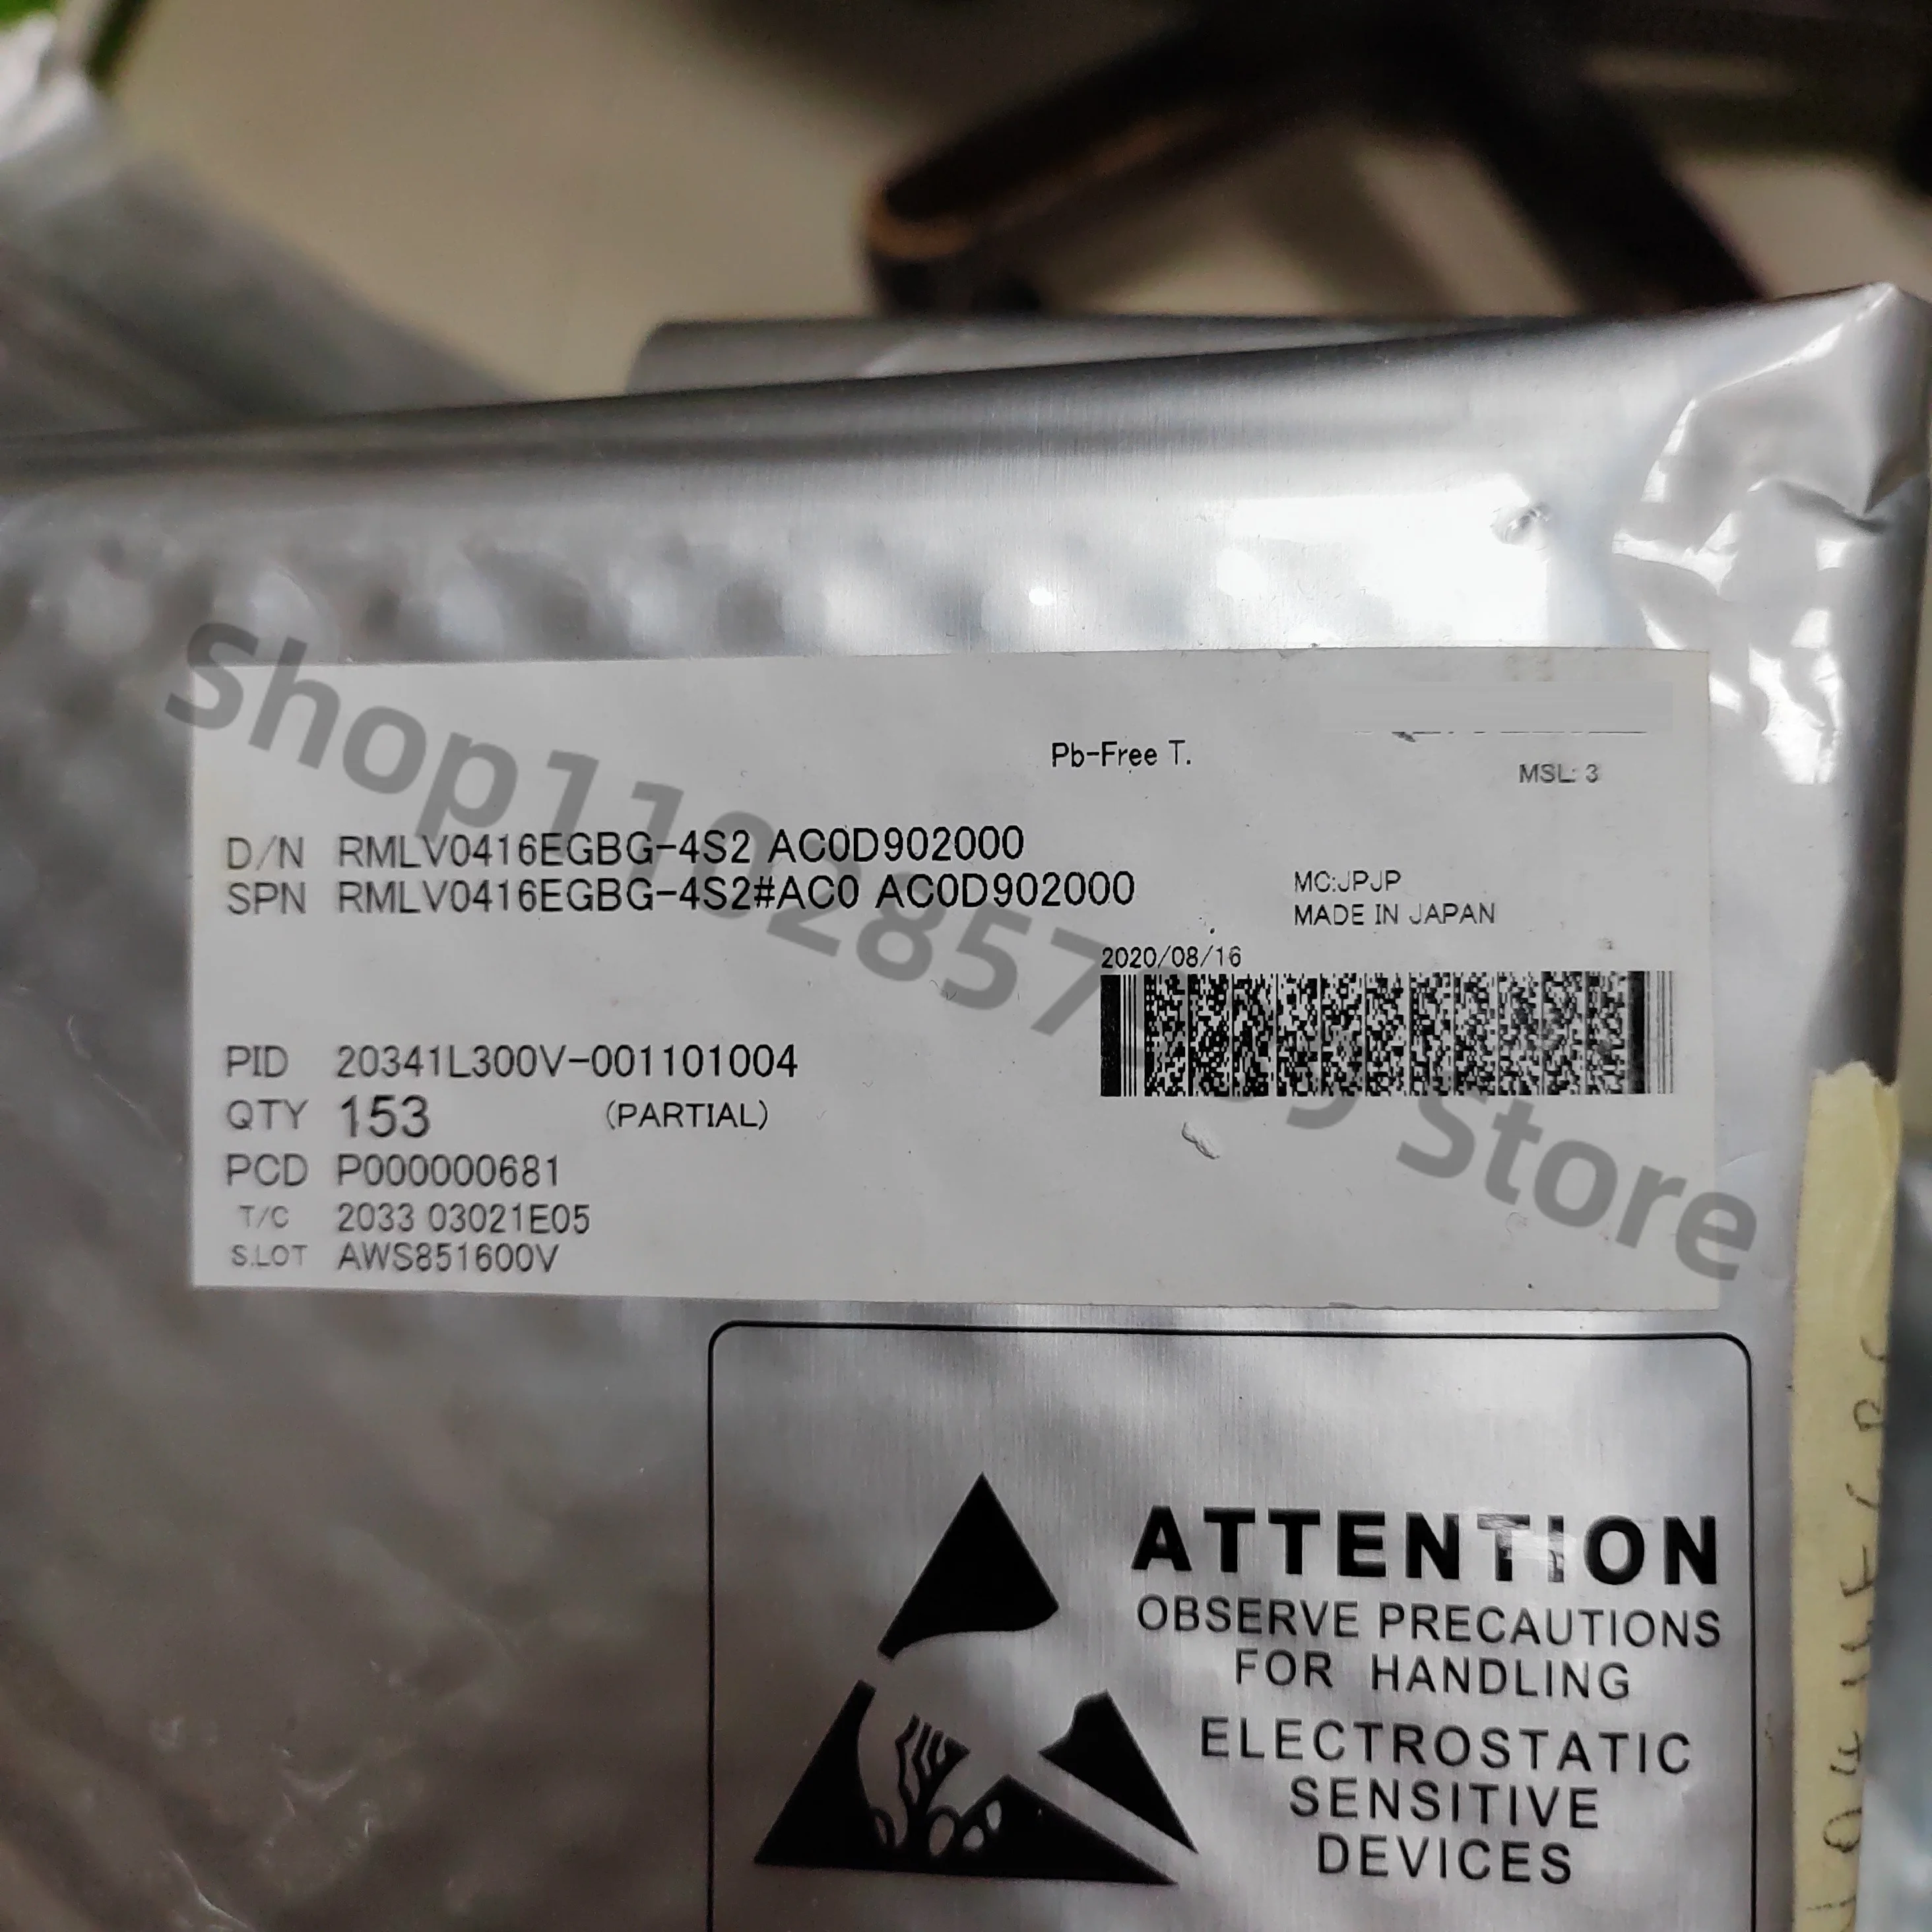 Pb-Free T.
MSL: 3
D/N RMLV0416EGBG-4S2 AC0D902000
SPN RMLV0416EGBG-4S2#AC0 AC0D902000
MC:JPJP
MADE IN JAPAN
2020/08/16
PID 20341L300V-001101004
QTY 153 (PARTIAL)
PCD P000000681
T/C 2033 03021E05
S.LOT AWS851600V
ATTENTION
OBSERVE PRECAUTIONS
FOR HANDLING
ELECTROSTATIC
SENSITIVE
DEVICES
Store